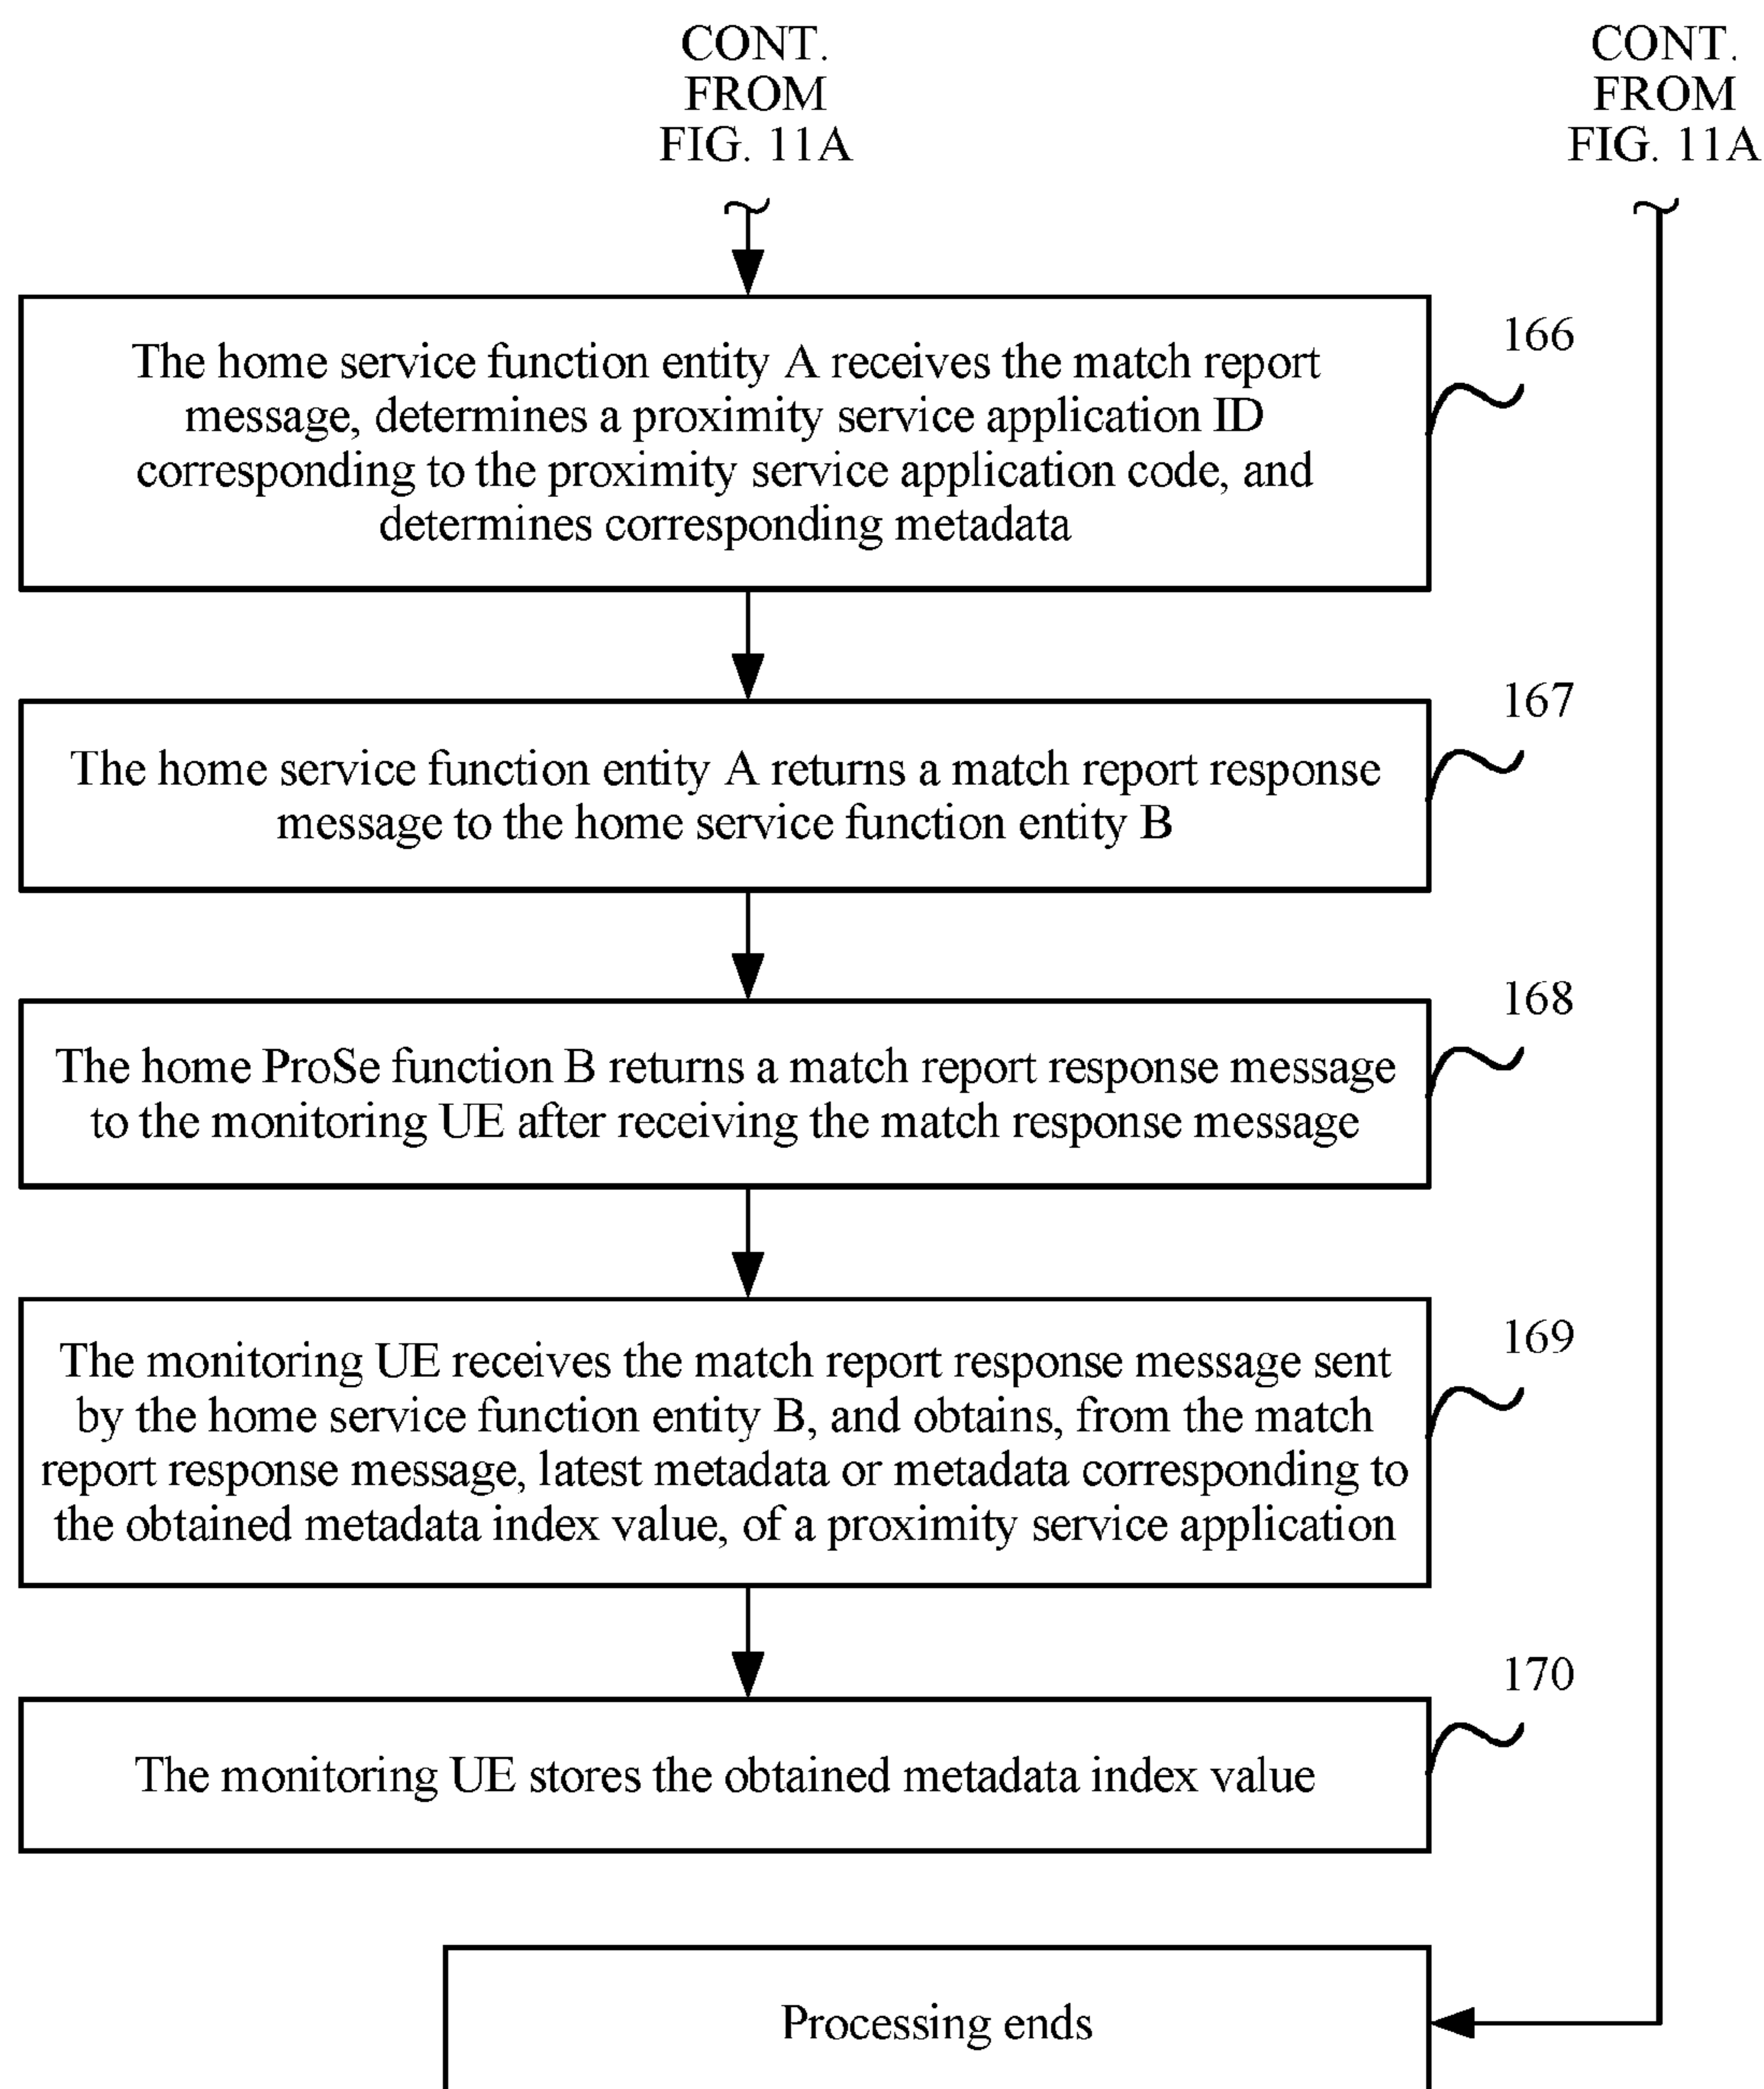 CONT.
FROM
FIG. 11A
CONT.
FROM
FIG. 11A
The home service function entity A receives the match report
message, determines a proximity service application ID
corresponding to the proximity service application code, and
determines corresponding metadata
166
The home service function entity A returns a match report response
message to the home service function entity B
167
The home ProSe function B returns a match report response message
to the monitoring UE after receiving the match response message
168
The monitoring UE receives the match report response message sent
by the home service function entity B, and obtains, from the match
report response message, latest metadata or metadata corresponding to
the obtained metadata index value, of a proximity service application
169
The monitoring UE stores the obtained metadata index value
170
Processing ends